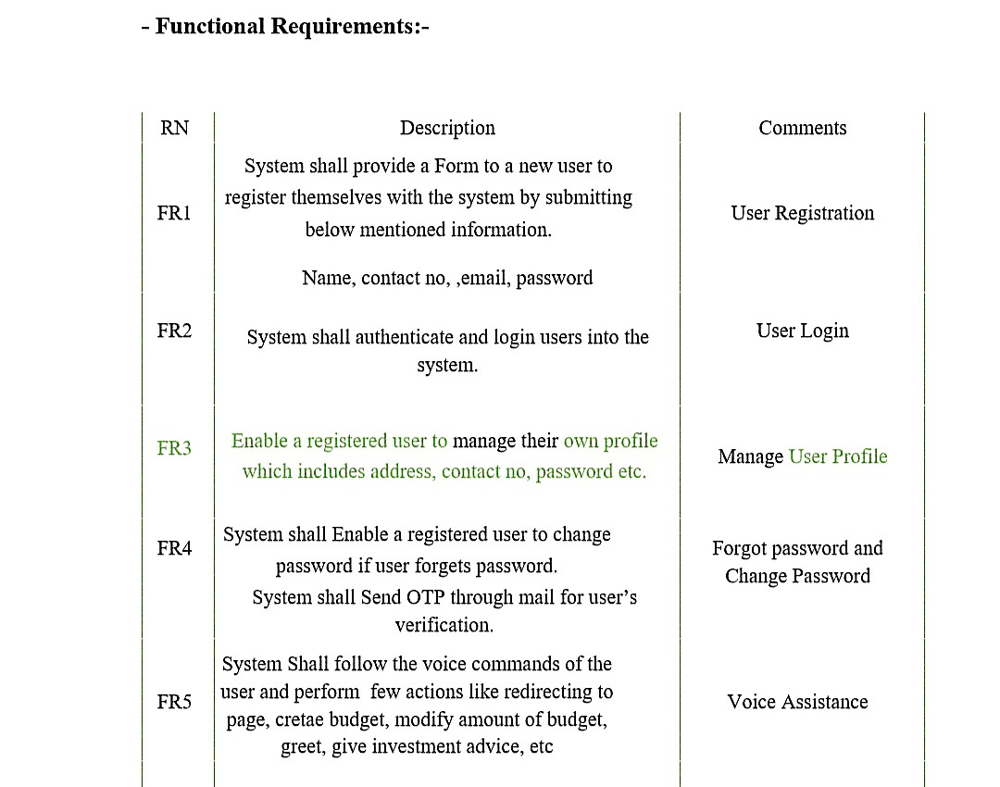 - Functional Requirements:-
RN Description Comments
System shall provide a Form to a new user to
register themselves with the system by submitting
FR1 User Registration
below mentioned information.
Name, contact no, ,email, password
FR2 User Login
System shall authenticate and login users into the
system.
Enable a registered user to manage their own profile
FR3 Manage User Profile
which includes address, contact no, password etc.
System shall Enable a registered user to change
FR4 Forgot password and
password if user forgets password. Change Password
System shall Send OTP through mail for user's
verification.
System Shall follow the voice commands of the
user and perform few actions like redirecting to
FR5 Voice Assistance
page, cretae budget, modify amount of budget,
greet, give investment advice, etc